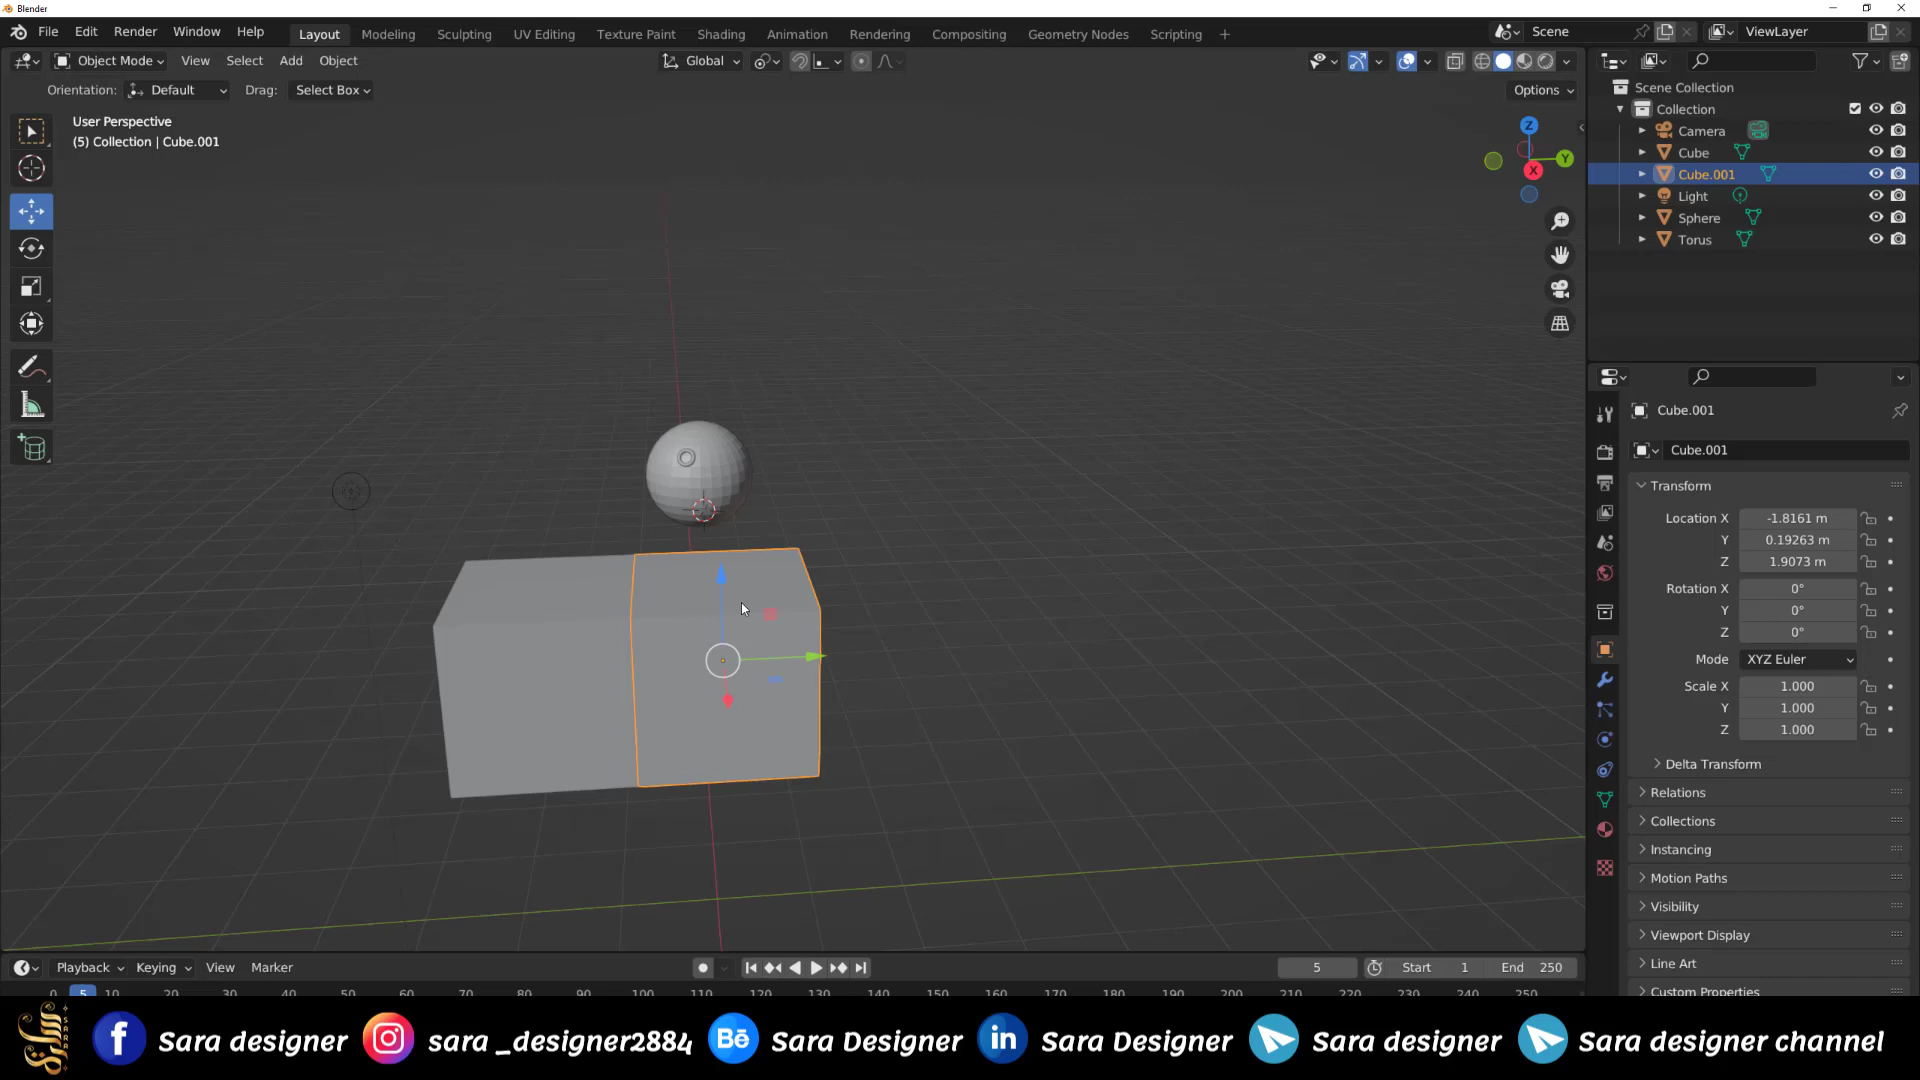 Blender
File Edit Render Window Help
Layout Modeling Sculpting UV Editing Texture Paint Shading Animation Rendering Compositing Geometry Nodes Scripting
Scene
ViewLayer
Object Mode View Select Add Object
Global
Orientation: Default Drag: Select Box
Options
User Perspective
(5) Collection | Cube.001
Z
Y
X
Scene Collection
Collection
Camera
Cube
Cube.001
Light
Sphere
Torus
Cube.001
Cube.001
Transform
Location X -1.8161 m
Y 0.19263 m
Z 1.9073 m
Rotation X 0°
Y 0°
Z 0°
Mode XYZ Euler
Scale X 1.000
Y 1.000
Z 1.000
Delta Transform
Relations
Collections
Instancing
Motion Paths
Visibility
Viewport Display
Line Art
Custom Properties
Playback Keying View Marker
5 Start 1 End 250
0 5 10 20 30 40 50 60 70 80 90 100 110 120 130 140 150 160 170 180 190 200 210 220 230 240 250
Sara designer sara _designer2884 Sara Designer Sara Designer Sara designer Sara designer channel